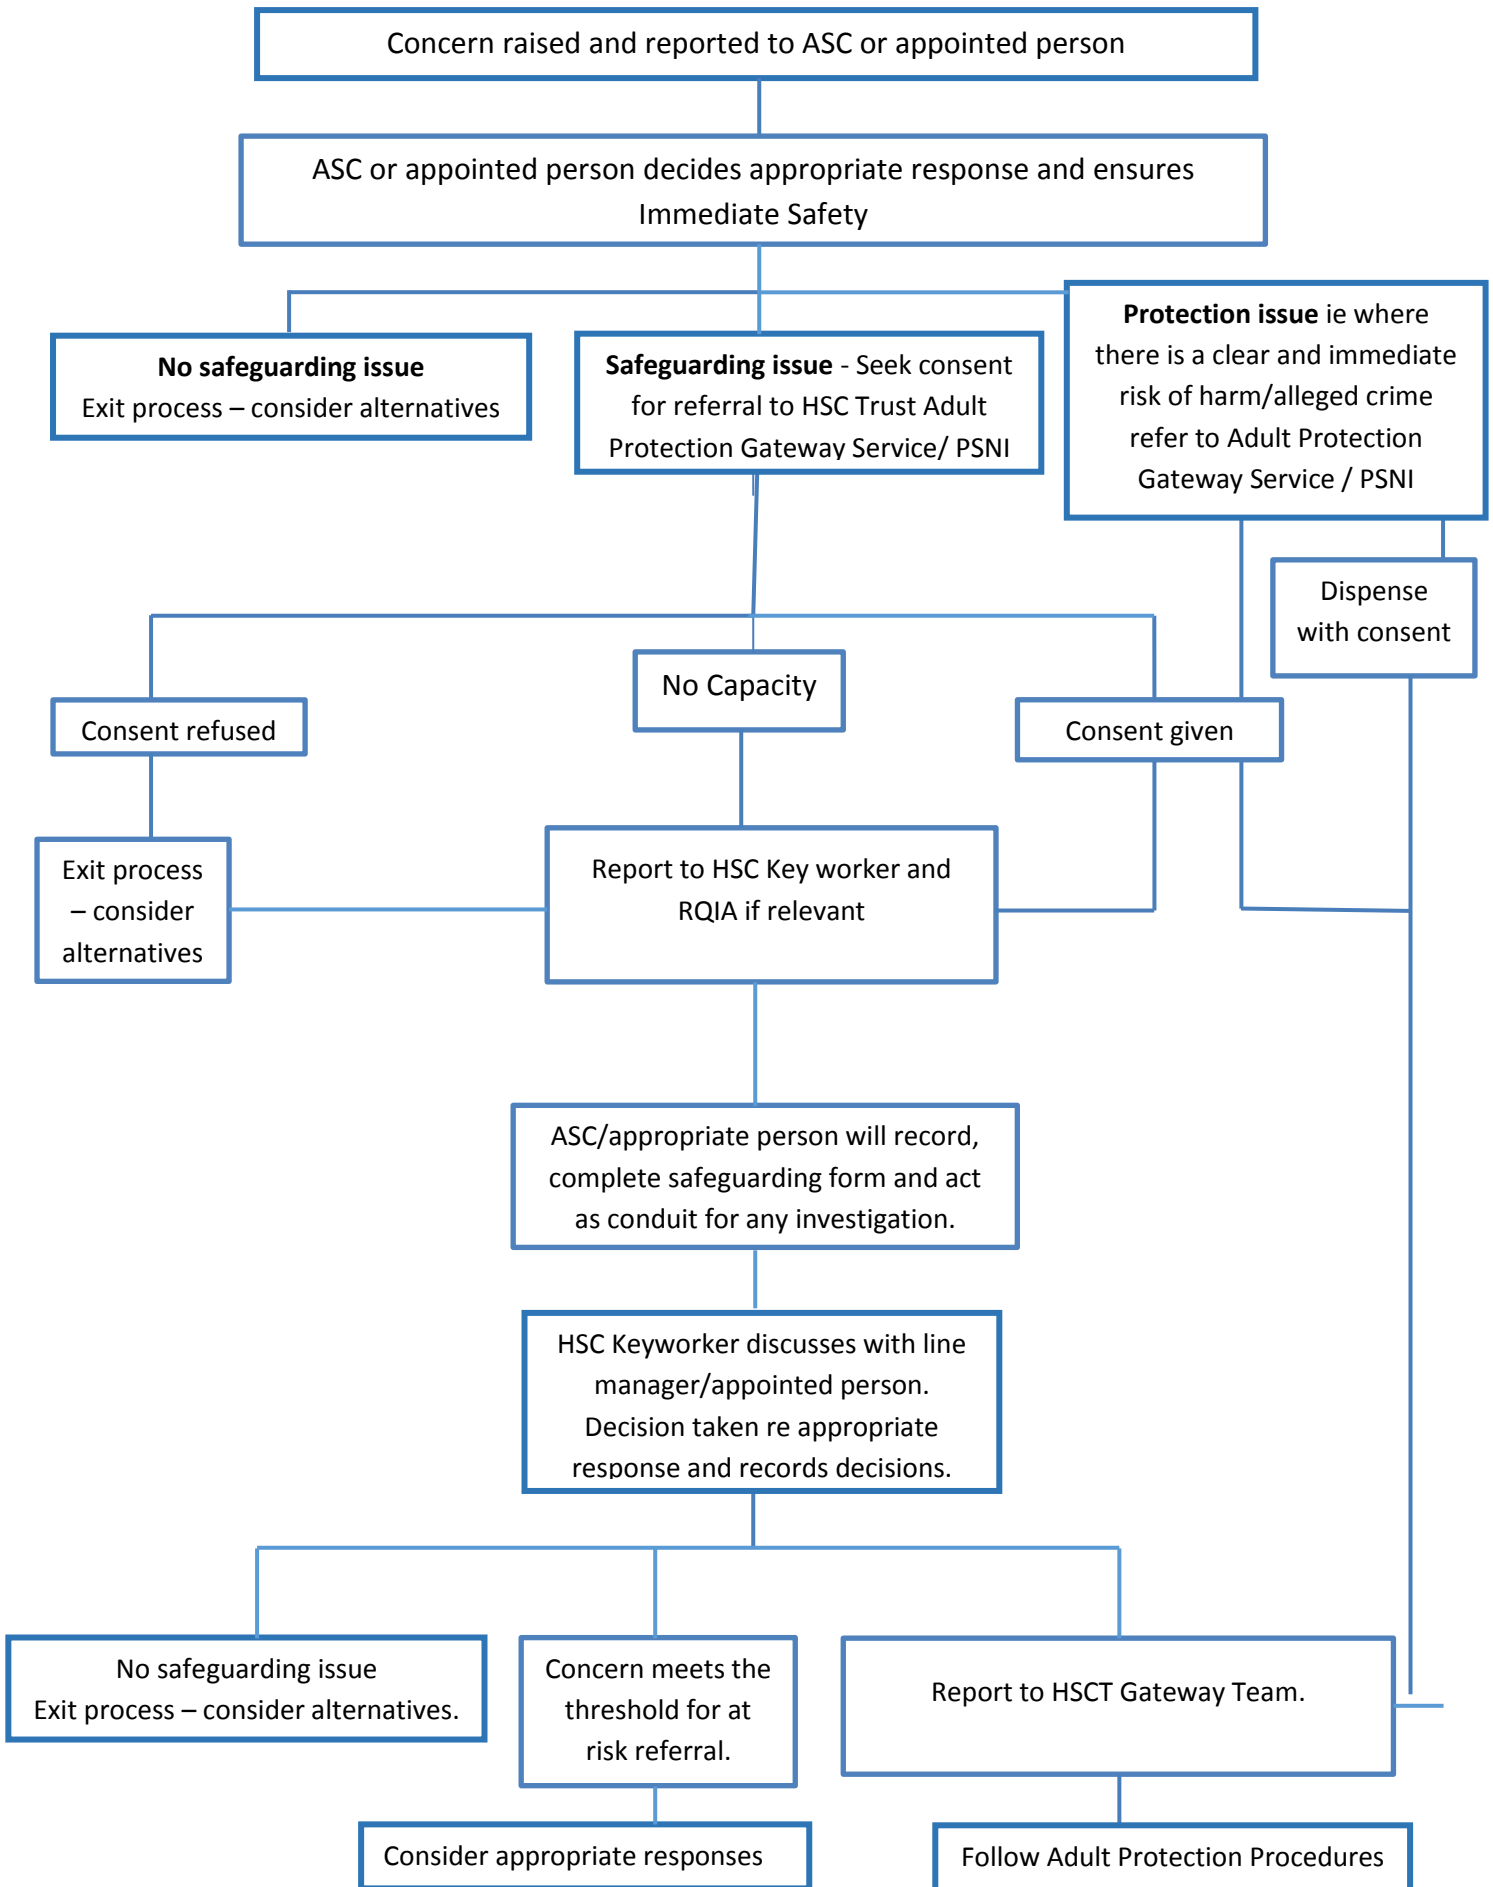 Concern raised and reported to ASC or appointed person
ASC or appointed person decides appropriate response and ensures
Immediate Safety
No safeguarding issue
Exit process – consider alternatives
Safeguarding issue - Seek consent
for referral to HSC Trust Adult
Protection Gateway Service/ PSNI
Protection issue ie where
there is a clear and immediate
risk of harm/alleged crime
refer to Adult Protection
Gateway Service / PSNI
Dispense
with consent
Consent refused
No Capacity
Consent given
Exit process
– consider
alternatives
Report to HSC Key worker and
RQIA if relevant
ASC/appropriate person will record,
complete safeguarding form and act
as conduit for any investigation.
HSC Keyworker discusses with line
manager/appointed person.
Decision taken re appropriate
response and records decisions.
No safeguarding issue
Exit process – consider alternatives.
Concern meets the
threshold for at
risk referral.
Report to HSCT Gateway Team.
Consider appropriate responses
Follow Adult Protection Procedures